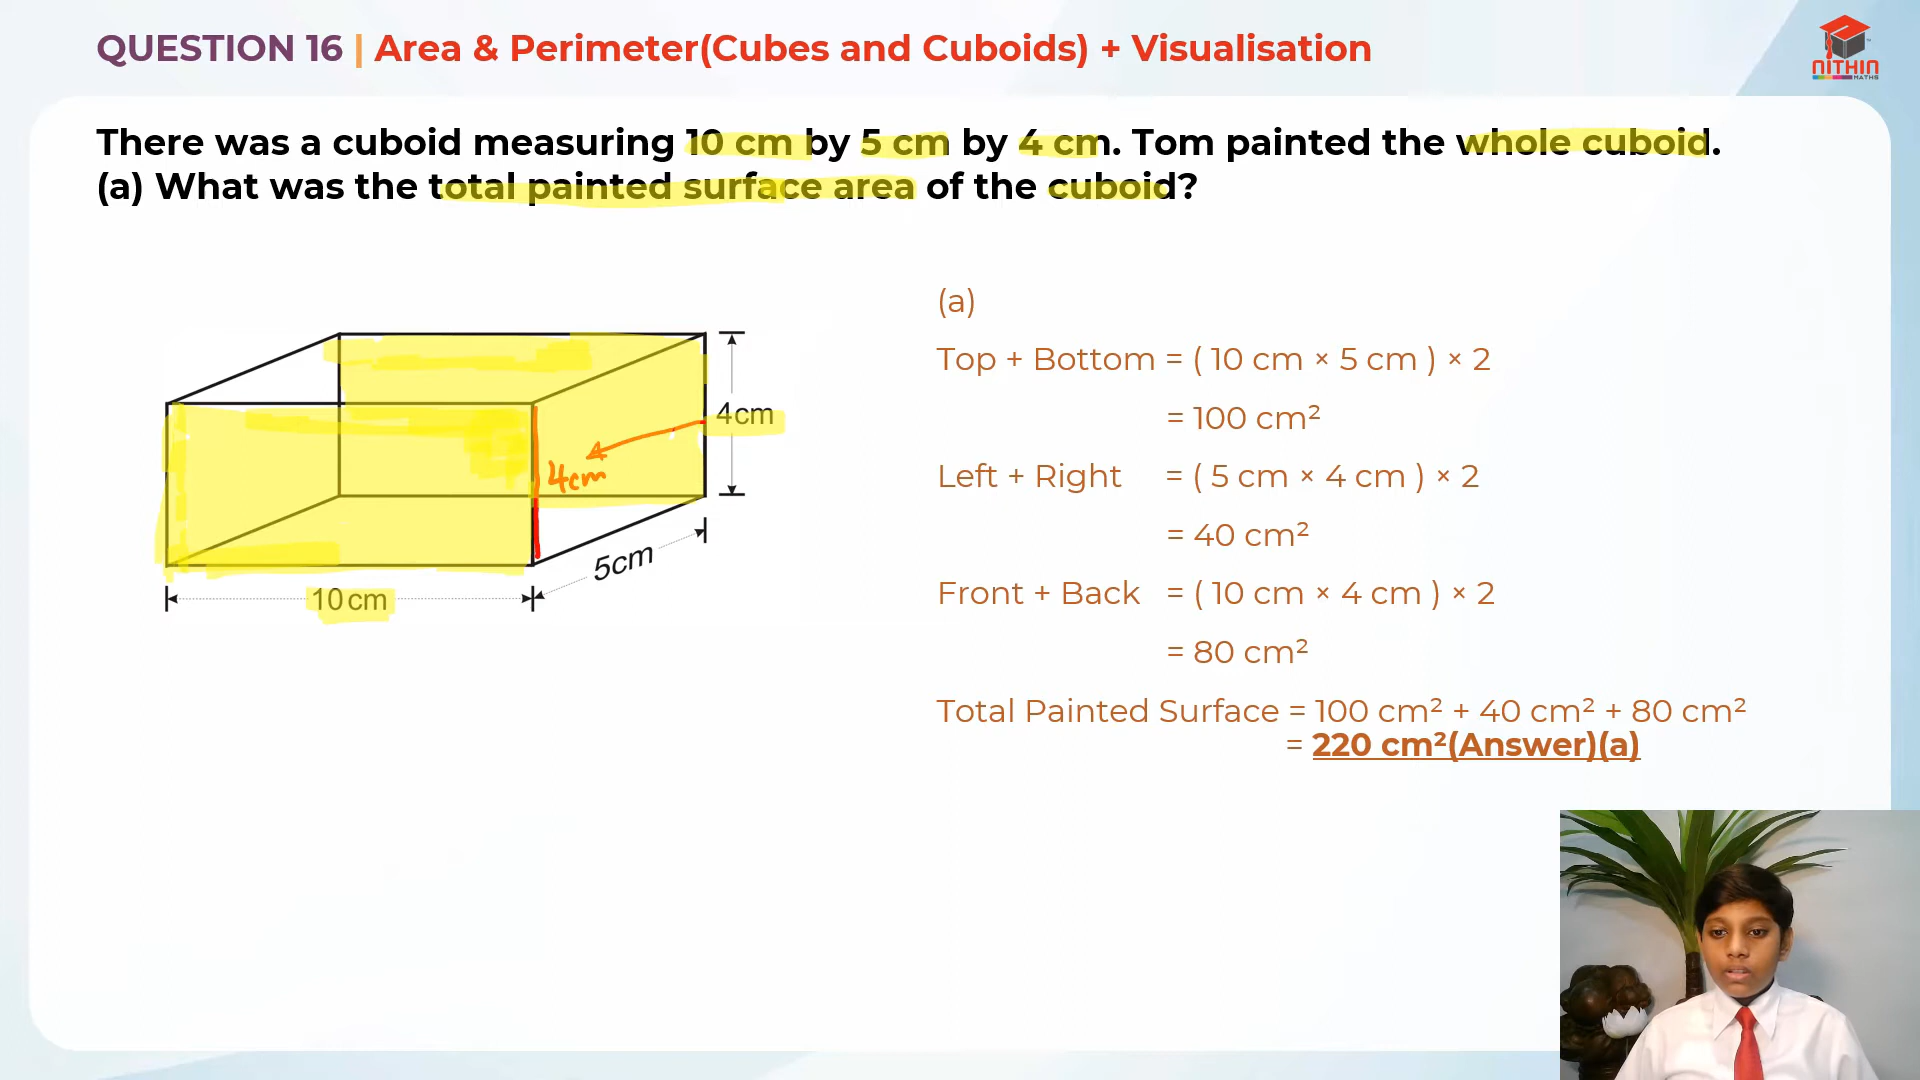 QUESTION 16 | Area & Perimeter(Cubes and Cuboids) + Visualisation
NITHIN
MATHS
There was a cuboid measuring 10 cm by 5 cm by 4 cm. Tom painted the whole cuboid.
(a) What was the total painted surface area of the cuboid?
4cm
4cm
5cm
10cm
(a)
Top + Bottom = ( 10 cm × 5 cm ) × 2
= 100 cm²
Left + Right = ( 5 cm × 4 cm ) × 2
= 40 cm²
Front + Back = ( 10 cm × 4 cm ) × 2
= 80 cm²
Total Painted Surface = 100 cm² + 40 cm² + 80 cm²
= 220 cm²(Answer)(a)